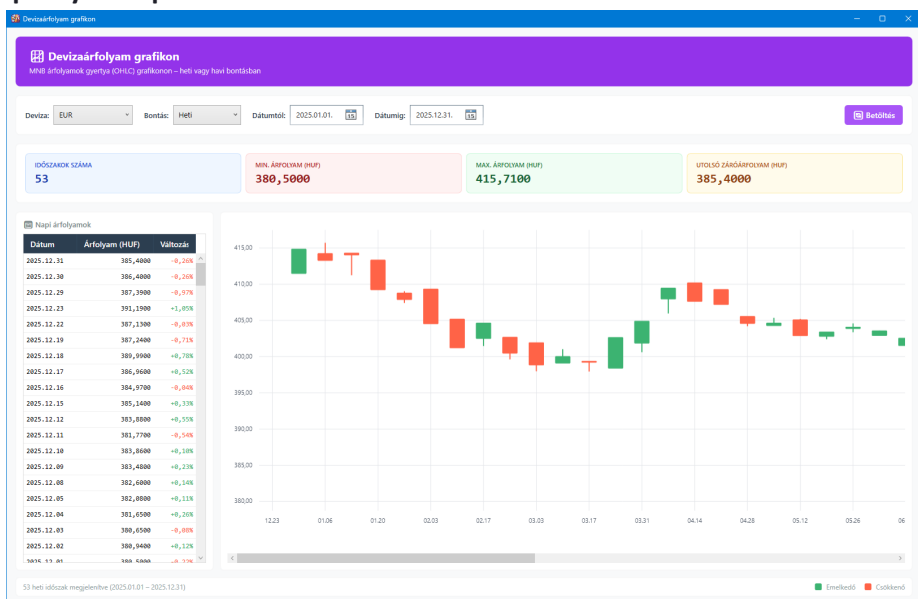 Devizaárfolyam grafikon
Devizaárfolyam grafikon
MNB árfolyamok gyertya (OHLC) grafikonon – heti vagy havi bontásban
Deviza: EUR Bontás: Heti Dátumtól: 2025.01.01. 15 Dátumig: 2025.12.31. 15 Betöltés
IDŐSZAKOK SZÁMA
53
MIN. ÁRFOLYAM (HUF)
380,5000
MAX. ÁRFOLYAM (HUF)
415,7100
UTOLSÓ ZÁRÓÁRFOLYAM (HUF)
385,4000
Napi árfolyamok
Dátum Árfolyam (HUF) Változás
2025.12.31 385,4000 -0,26%
2025.12.30 386,4000 -0,26%
2025.12.29 387,3900 -0,97%
2025.12.23 391,1900 +1,05%
2025.12.22 387,1300 -0,03%
2025.12.19 387,2400 -0,71%
2025.12.18 389,9900 +0,78%
2025.12.17 386,9600 +0,52%
2025.12.16 384,9700 -0,04%
2025.12.15 385,1400 +0,33%
2025.12.12 383,8800 +0,55%
2025.12.11 381,7700 -0,54%
2025.12.10 383,8600 +0,10%
2025.12.09 383,4800 +0,23%
2025.12.08 382,6000 +0,14%
2025.12.05 382,0800 +0,11%
2025.12.04 381,6500 +0,26%
2025.12.03 380,6500 -0,08%
2025.12.02 380,9400 +0,12%
2025.12.01 380,5000 -0,22%
415,00
410,00
405,00
400,00
395,00
390,00
385,00
380,00
12.23 01.06 01.20 02.03 02.17 03.03 03.17 03.31 04.14 04.28 05.12 05.26 06
53 heti időszak megjelenítve (2025.01.01 – 2025.12.31)
Emelkedő Csökkenő